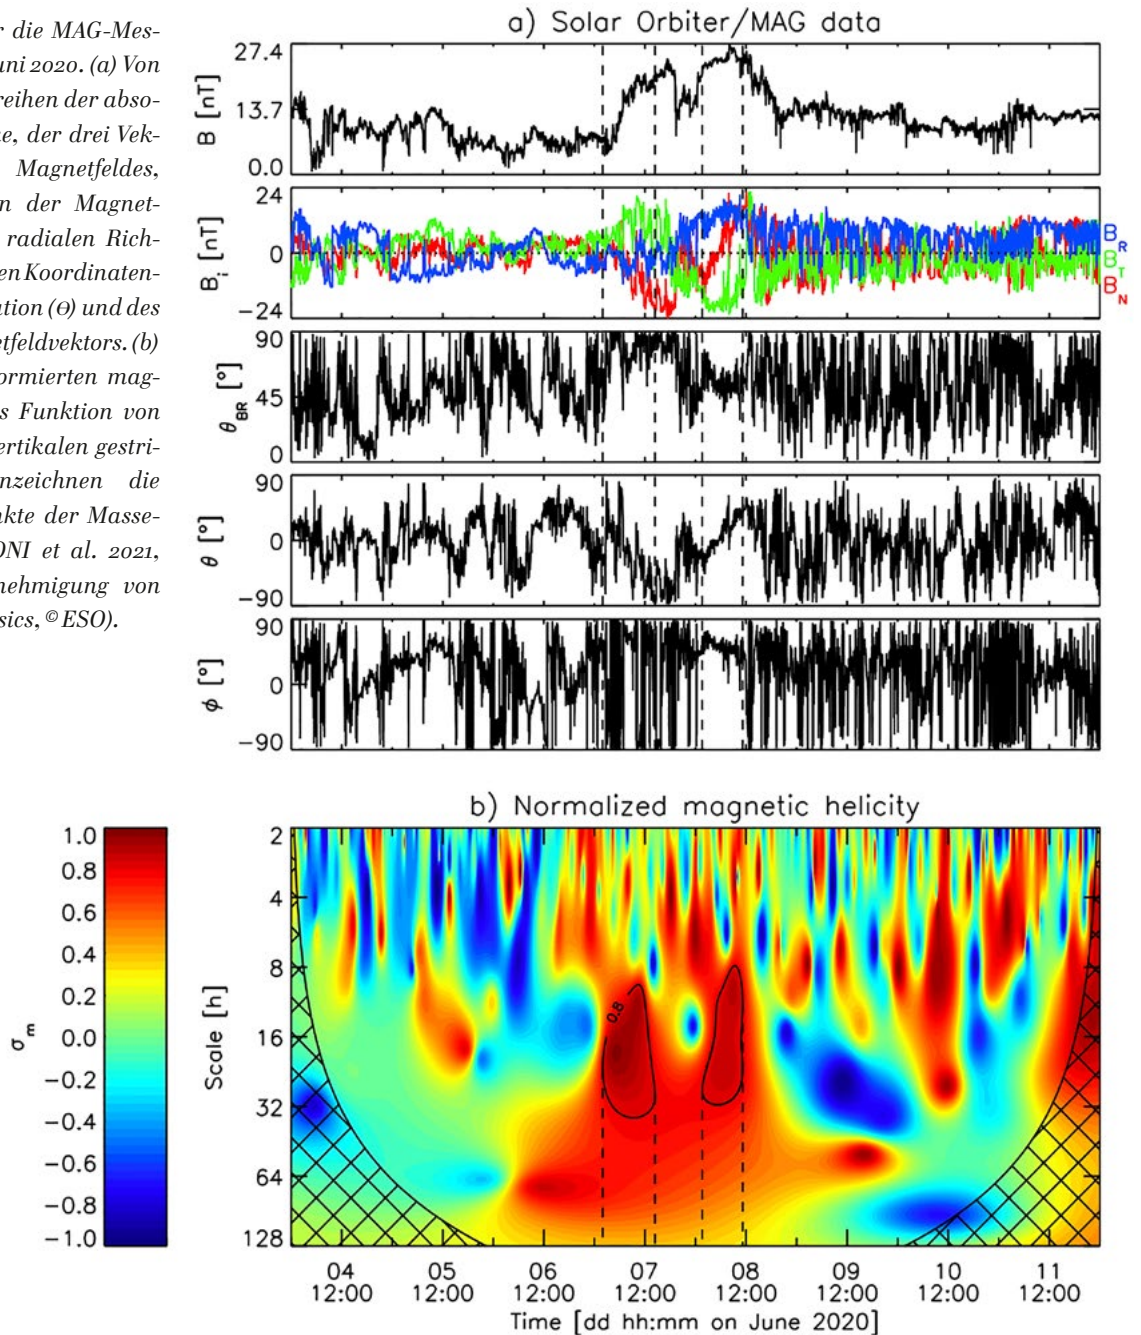 r die MAG-Mes-
uni 2020. (a) Von
reihen der abso-
e, der drei Vek-
Magnetfeldes,
n der Magnet-
radialen Rich-
en Koordinaten-
ation (Θ) und des
etfeldvektors. (b)
ormierten mag-
s Funktion von
ertikalen gestri-
nzeichnen die
nkte der Masse-
ONI et al. 2021,
nehmigung von
sics, © ESO).
a) Solar Orbiter/MAG data
27.4
13.7
0.0
B [nT]
24
0
−24
B_i [nT]
B_R
B_T
B_N
90
45
0
θ_BR [°]
90
0
−90
θ [°]
90
0
−90
ϕ [°]
b) Normalized magnetic helicity
1.0
0.8
0.6
0.4
0.2
0.0
−0.2
−0.4
−0.6
−0.8
−1.0
σ_m
2
4
8
16
32
64
128
Scale [h]
0.8
04 05 06 07 08 09 10 11
12:00 12:00 12:00 12:00 12:00 12:00 12:00 12:00
Time [dd hh:mm on June 2020]